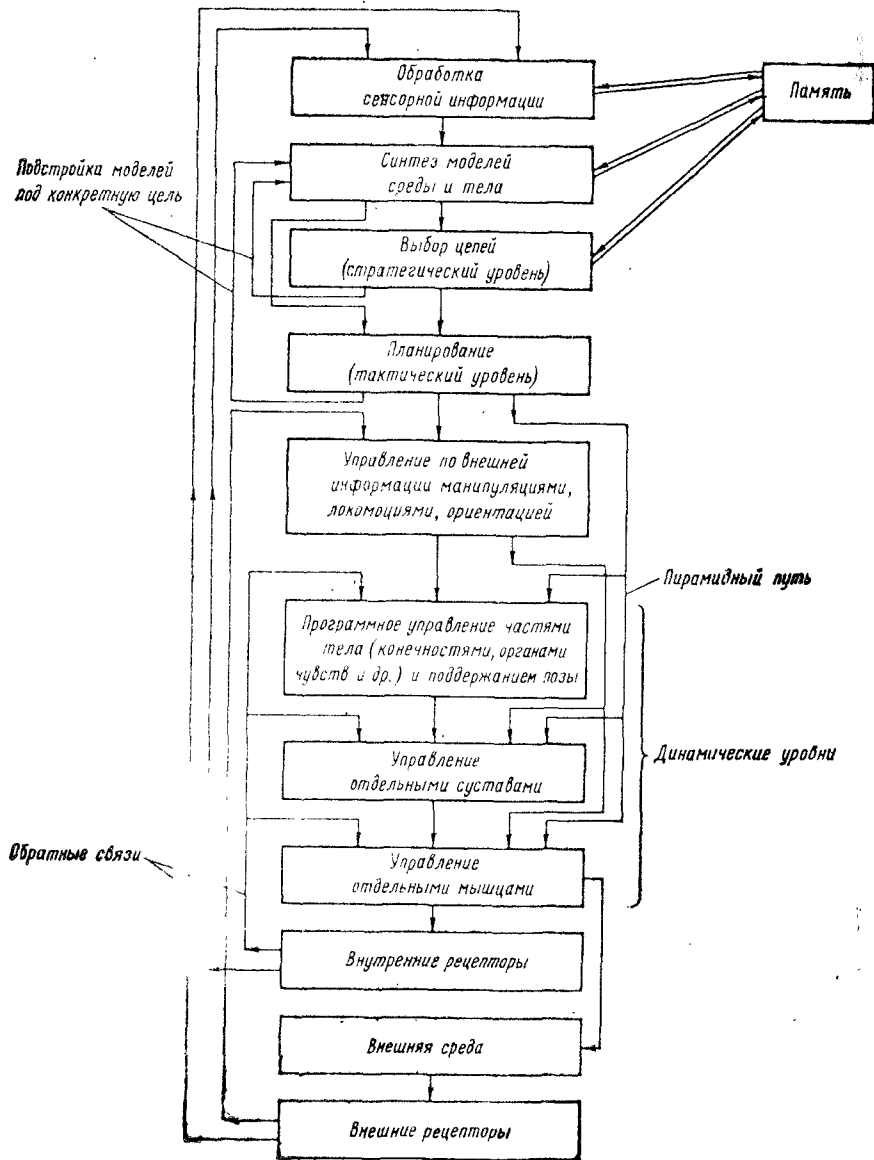 Обработка
сенсорной информации
Память
Синтез моделей
среды и тела
Подстройка моделей
под конкретную цель
Выбор цепей
(стратегический уровень)
Планирование
(тактический уровень)
Управление по внешней
информации манипуляциями,
локомоциями, ориентацией
Пирамидный путь
Программное управление частями
тела (конечностями, органами
чувств и др.) и поддержанием позы
Динамические уровни
Управление
отдельными суставами
Обратные связи
Управление
отдельными мышцами
Внутренние рецепторы
Внешняя среда
Внешние рецепторы